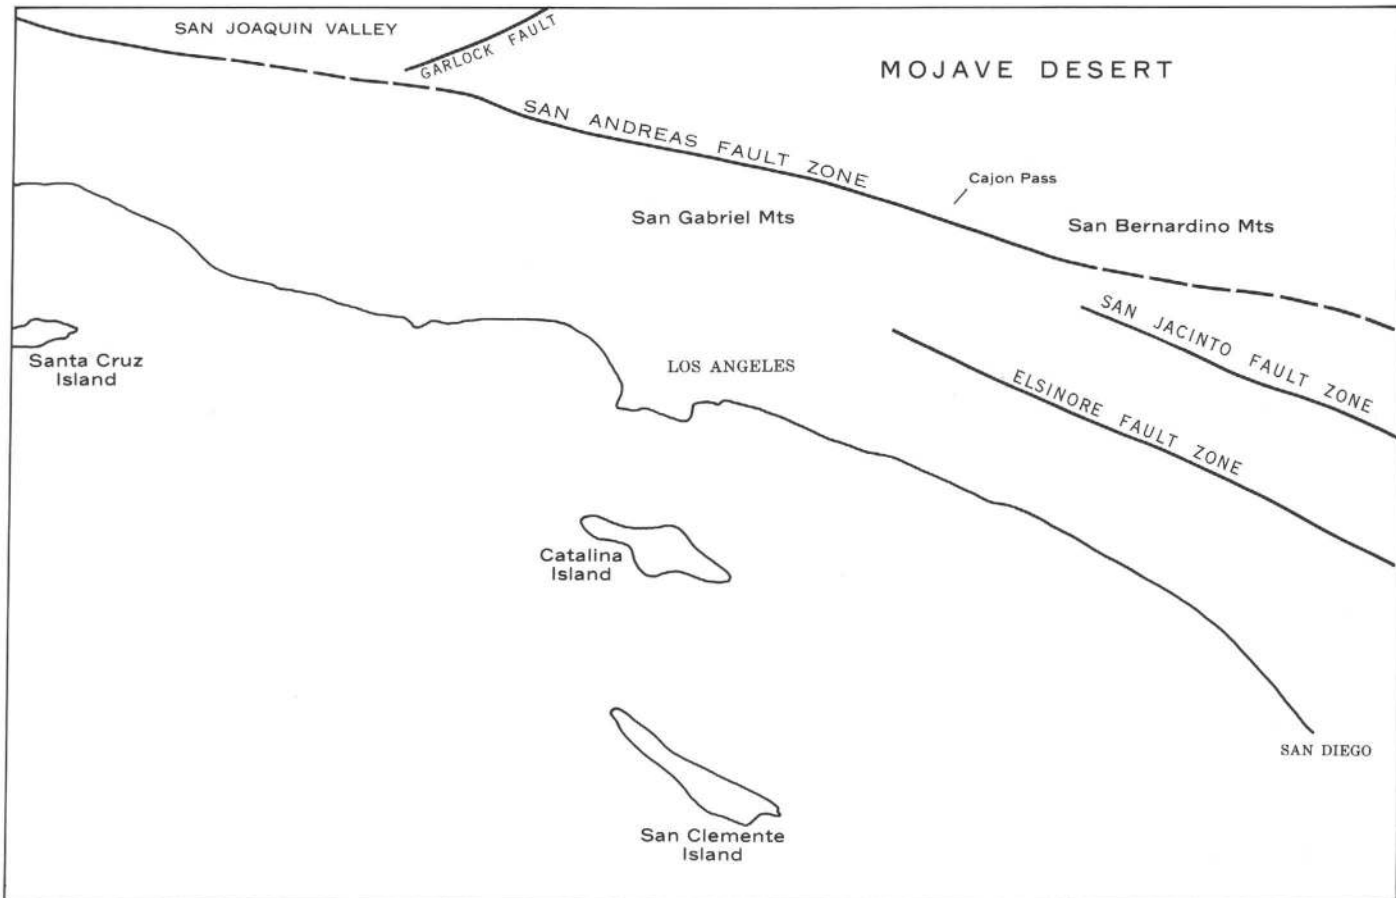 SAN JOAQUIN VALLEY
GARLOCK FAULT
MOJAVE DESERT
SAN ANDREAS FAULT ZONE
Cajon Pass
San Gabriel Mts
San Bernardino Mts
SAN JACINTO FAULT ZONE
Santa Cruz
Island
LOS ANGELES
ELSINORE FAULT ZONE
Catalina
Island
SAN DIEGO
San Clemente
Island